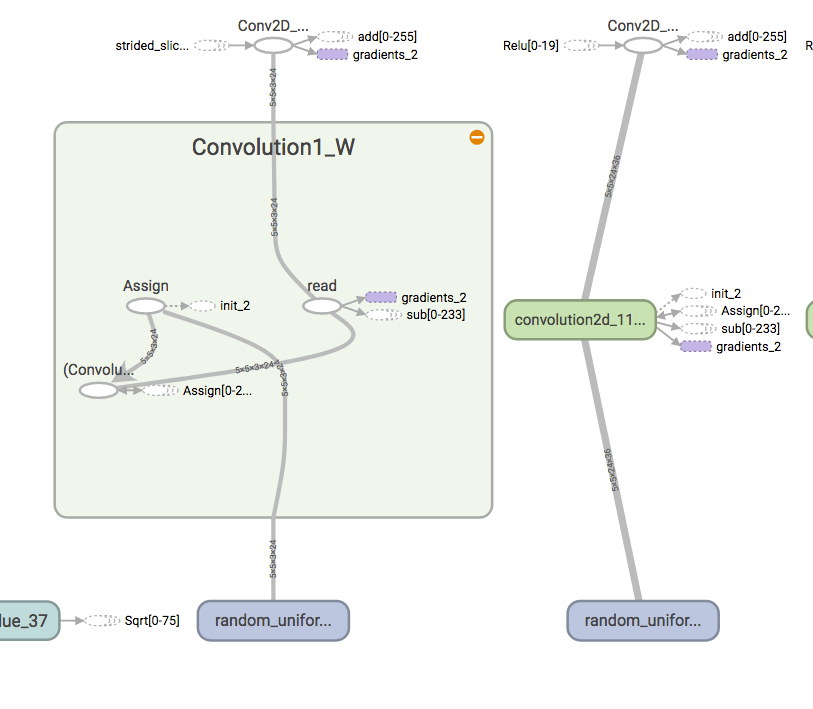 Conv2D_...
strided_slic...
add[0-255]
gradients_2
5×5×3×24
Convolution1_W
5×5×3×24
Assign
init_2
read
gradients_2
sub[0-233]
5×5×3×24
(Convolu...
Assign[0-2...
5×5×3×24
5×5×3×24
5×5×3×24
lue_37
Sqrt[0-75]
random_unifor...
Conv2D_...
Relu[0-19]
add[0-255]
gradients_2
R
5×5×24×36
convolution2d_11...
init_2
Assign[0-2...
sub[0-233]
gradients_2
5×5×24×36
random_unifor...